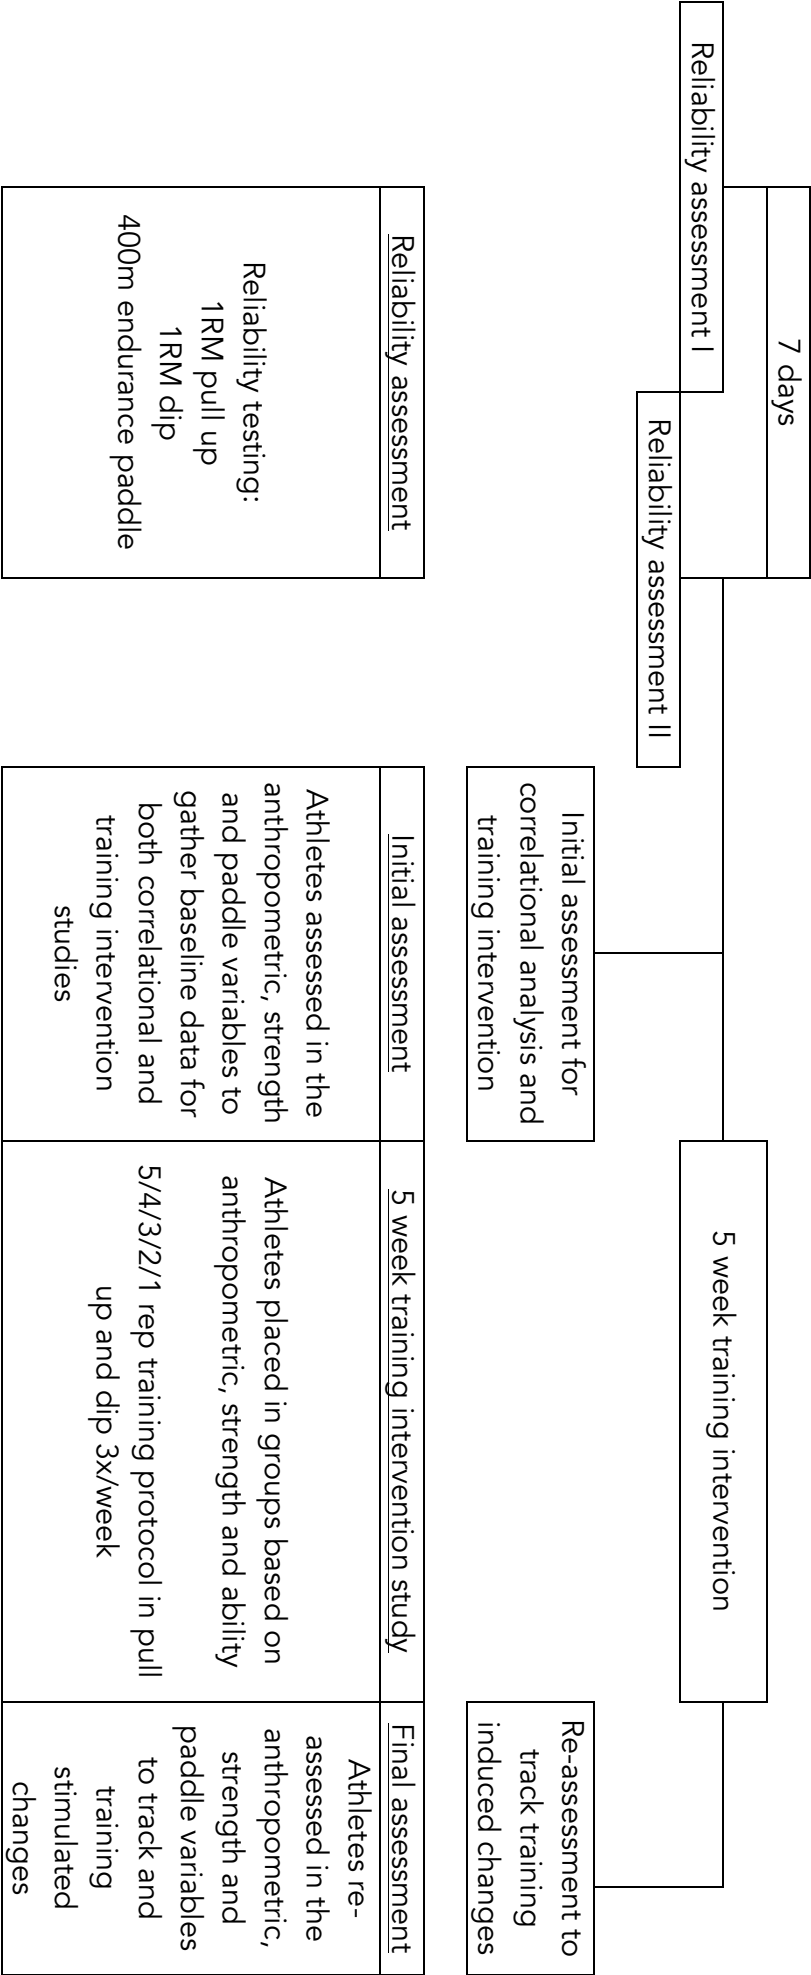 7 days
Reliability assessment I
Reliability assessment II
5 week training intervention
Initial assessment for
correlational analysis and
training intervention
Re-assessment to
track training
induced changes
Reliability assessment
Reliability testing:
1RM pull up
1RM dip
400m endurance paddle
Initial assessment
Athletes assessed in the
anthropometric, strength
and paddle variables to
gather baseline data for
both correlational and
training intervention
studies
5 week training intervention study
Athletes placed in groups based on
anthropometric, strength and ability
5/4/3/2/1 rep training protocol in pull
up and dip 3x/week
Final assessment
Athletes re-
assessed in the
anthropometric,
strength and
paddle variables
to track and
training
stimulated
changes